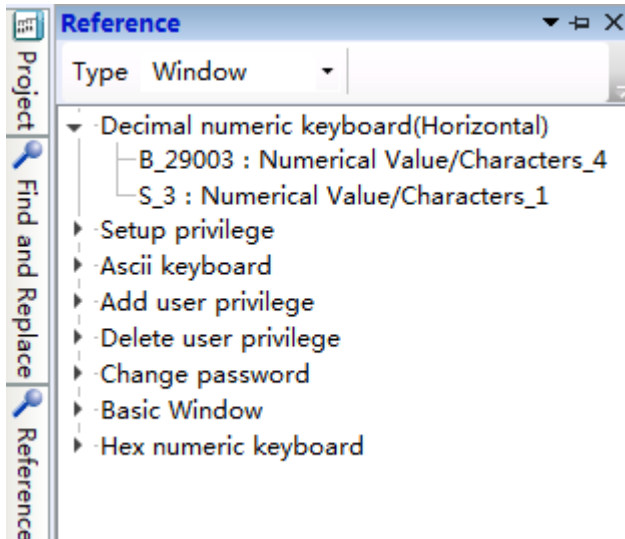 Reference
Type Window
Decimal numeric keyboard(Horizontal)
B_29003 : Numerical Value/Characters_4
S_3 : Numerical Value/Characters_1
Setup privilege
Ascii keyboard
Add user privilege
Delete user privilege
Change password
Basic Window
Hex numeric keyboard
Project
Find and Replace
Reference